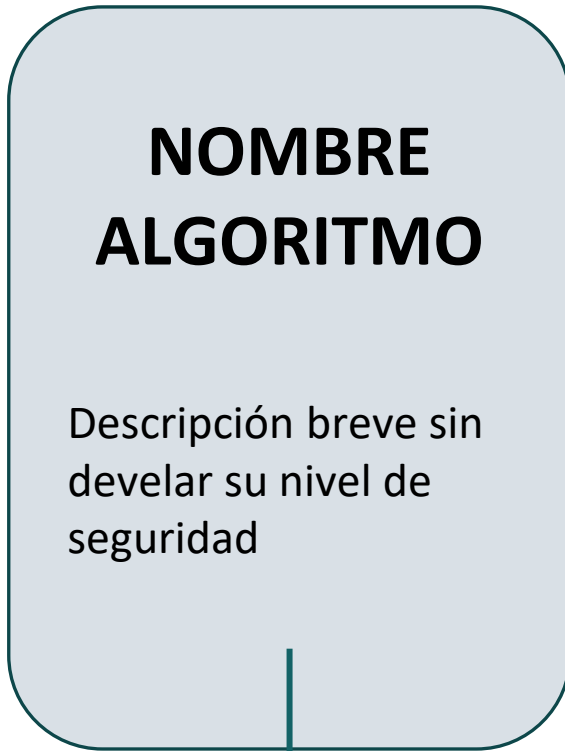 NOMBRE
ALGORITMO
Descripción breve sin
develar su nivel de
seguridad